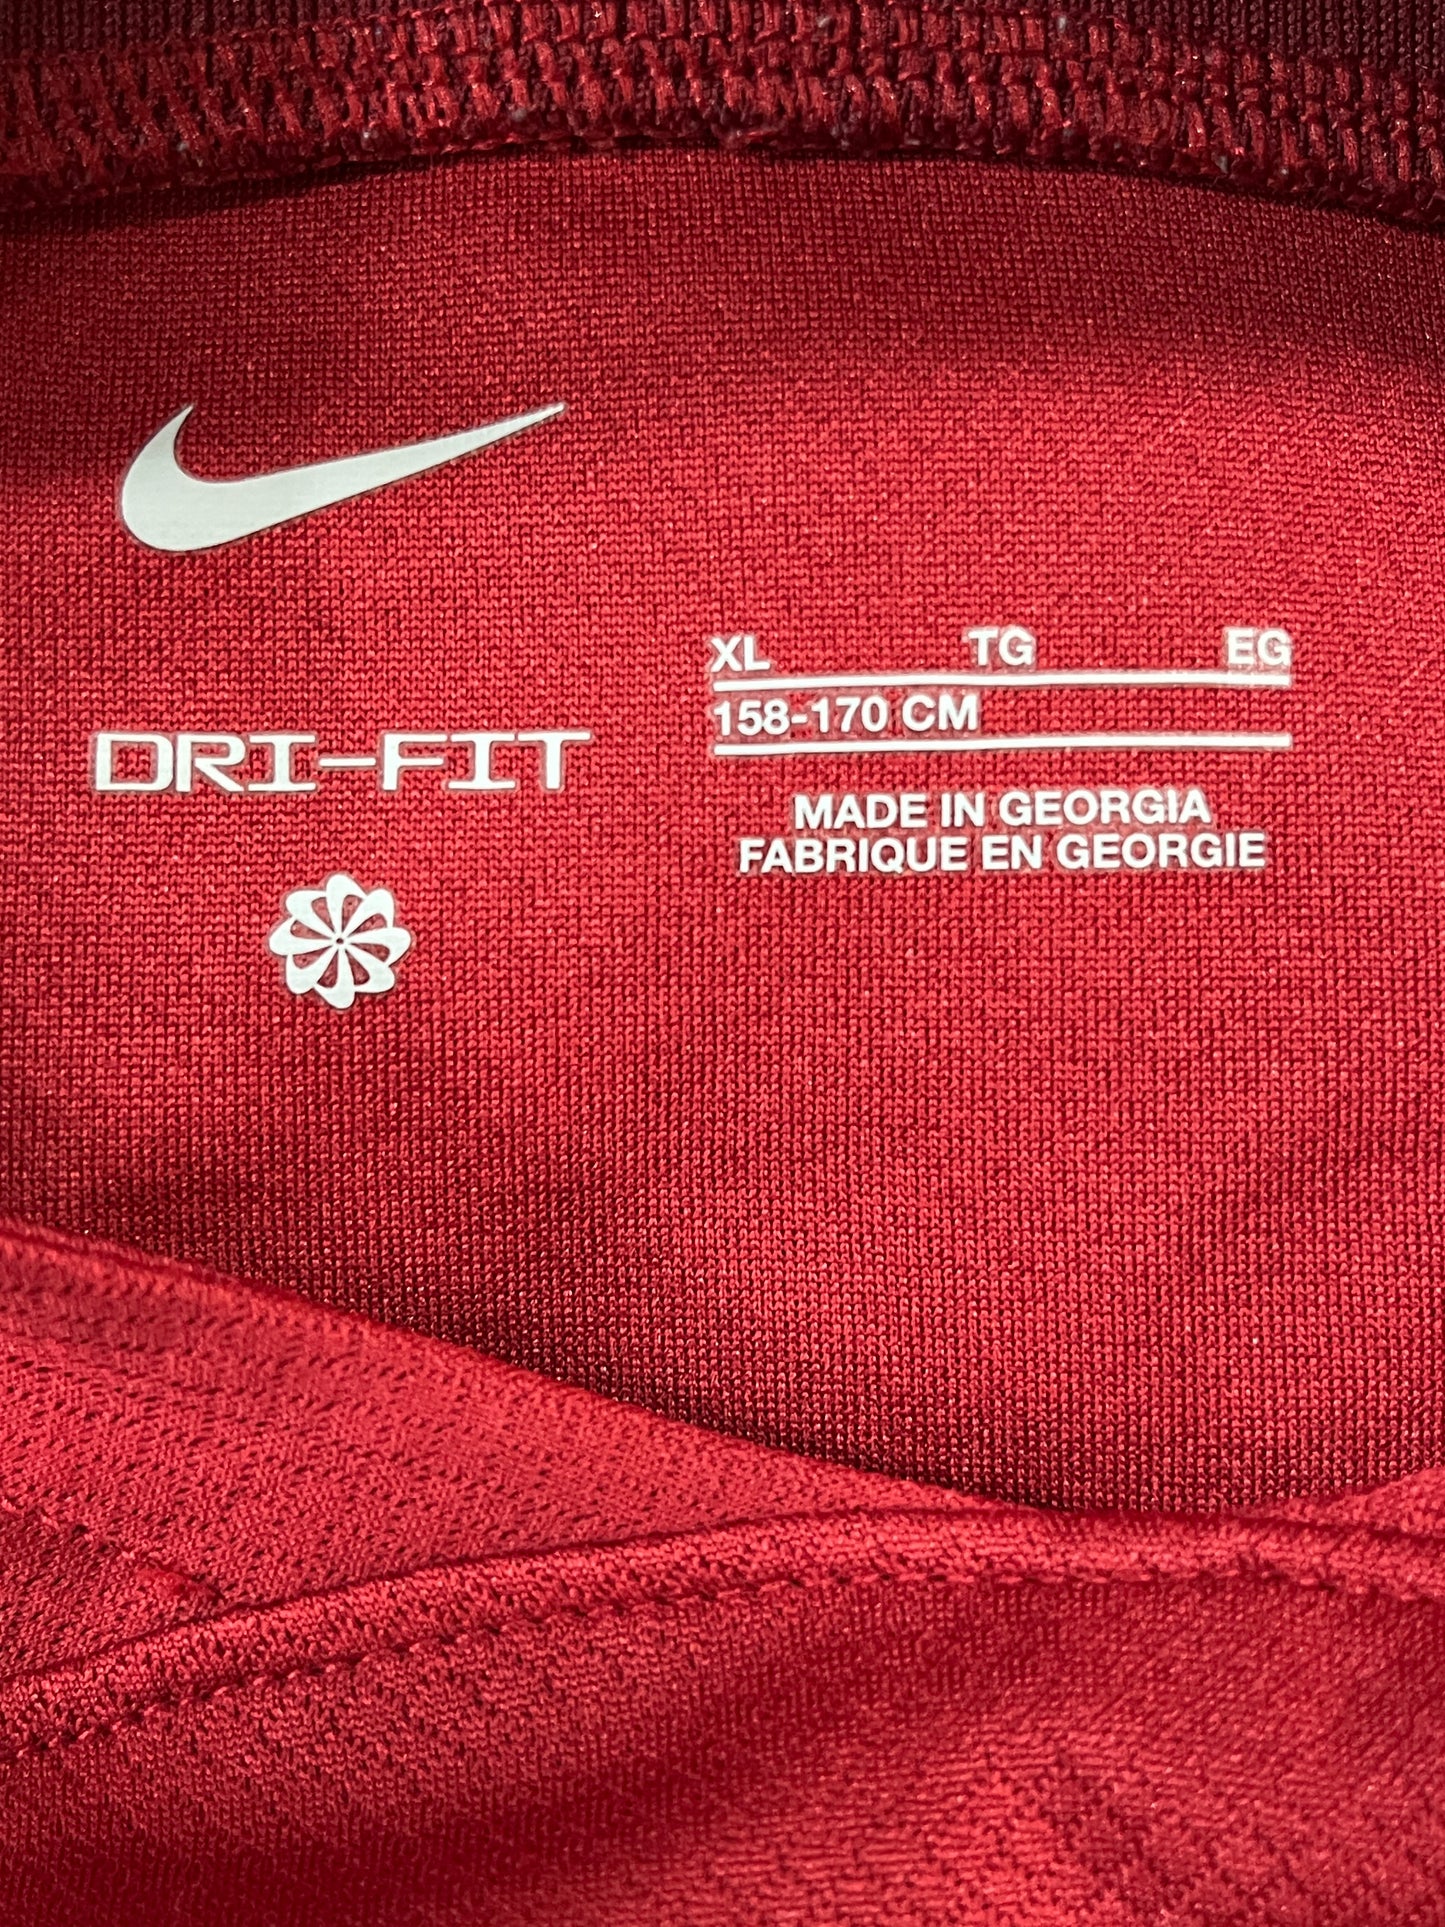 XL TG EG
158-170 CM
DRI-FIT
MADE IN GEORGIA
FABRIQUE EN GEORGIE